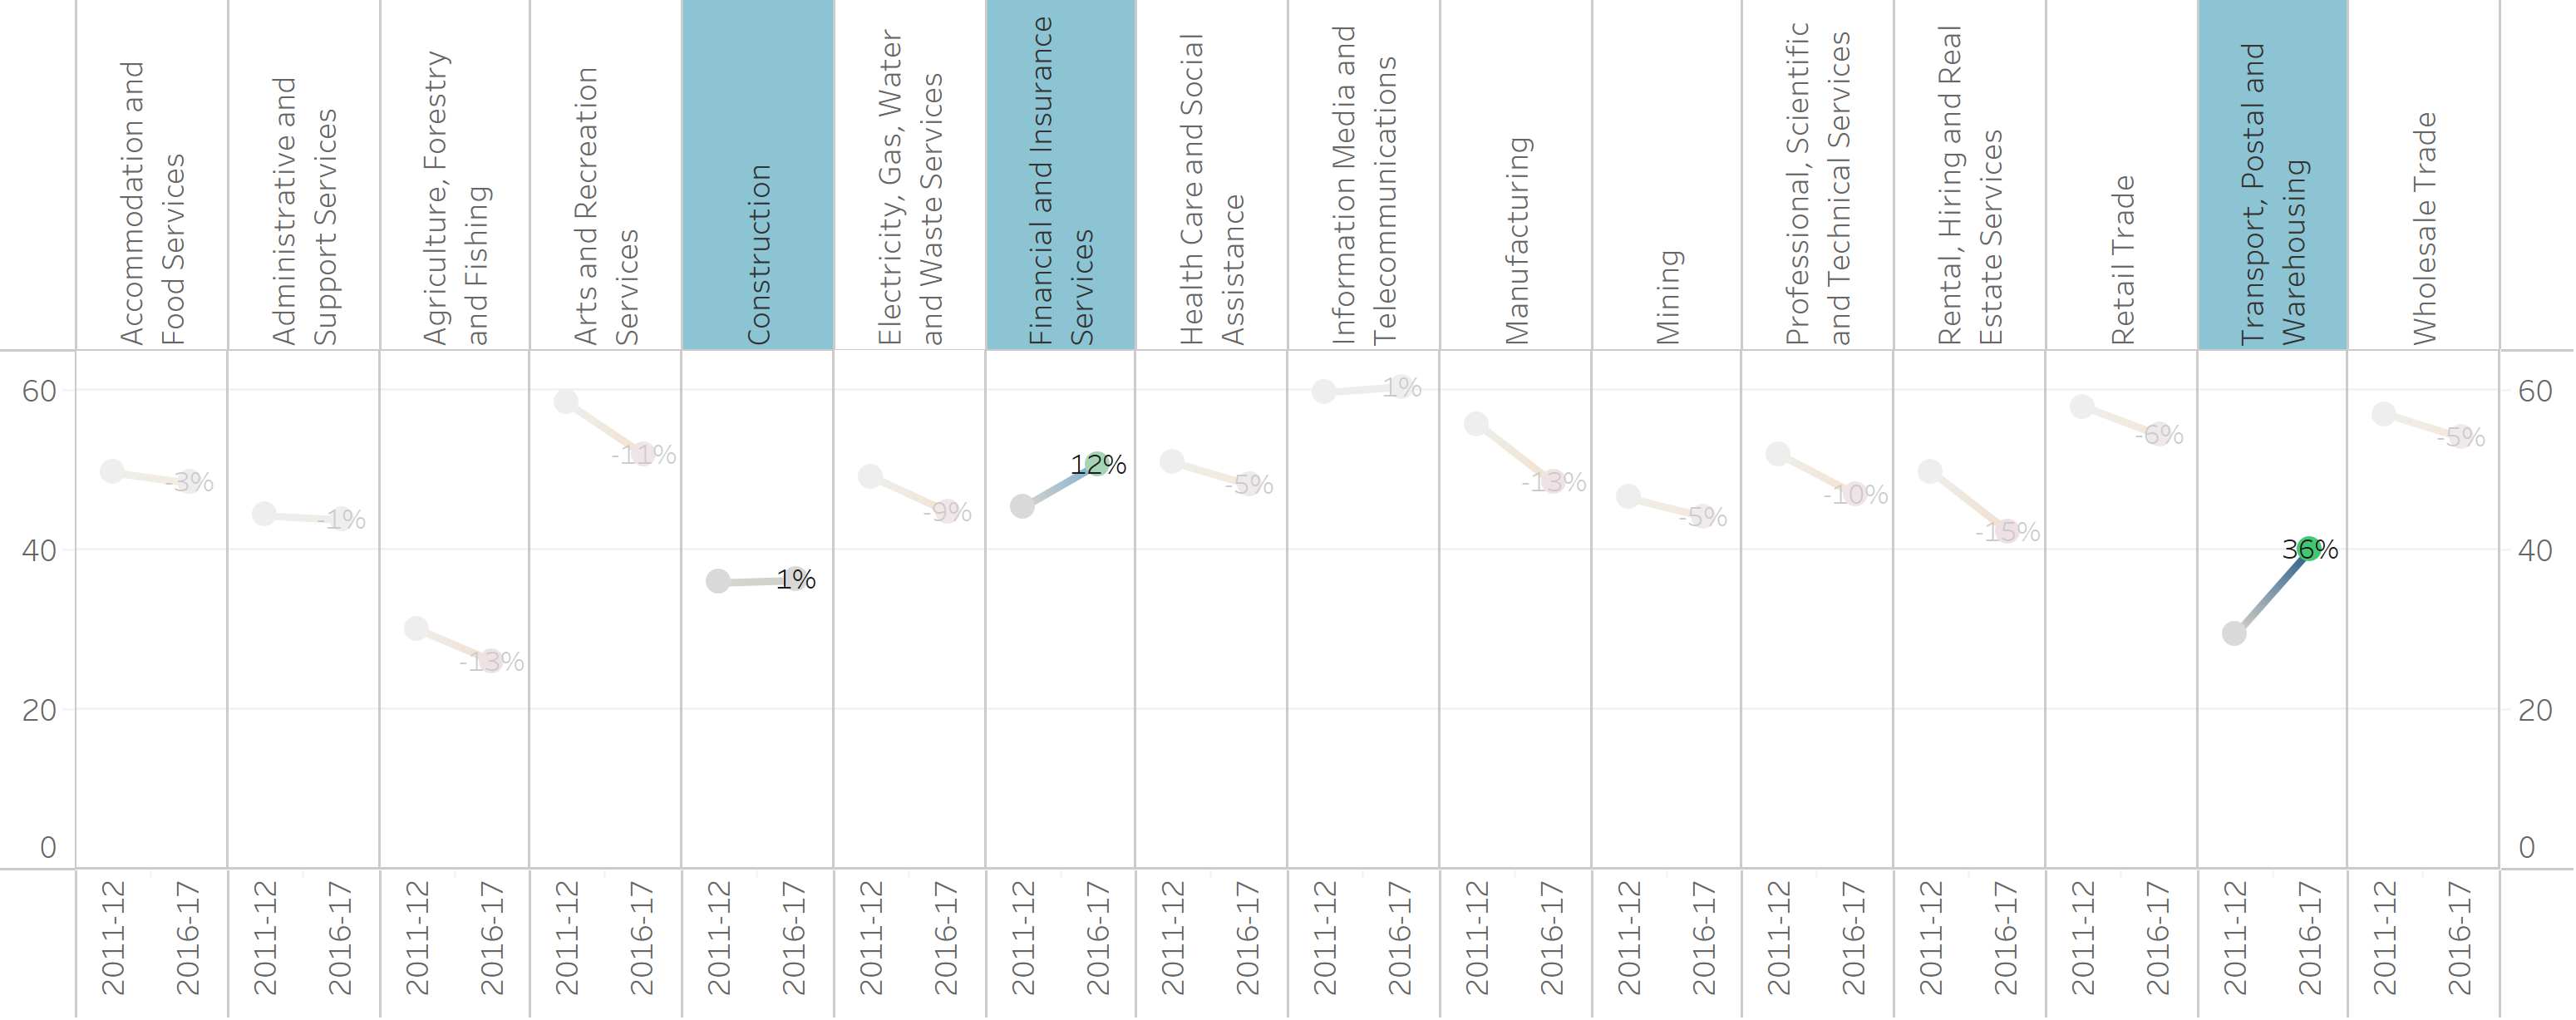 Accommodation and
Food Services
Administrative and
Support Services
Agriculture, Forestry
and Fishing
Arts and Recreation
Services
Construction
Electricity, Gas, Water
and Waste Services
Financial and Insurance
Services
Health Care and Social
Assistance
Information Media and
Telecommunications
Manufacturing
Mining
Professional, Scientific
and Technical Services
Rental, Hiring and Real
Estate Services
Retail Trade
Transport, Postal and
Warehousing
Wholesale Trade
60
40
20
0
-3%
-1%
-13%
-11%
1%
-9%
12%
-5%
1%
-13%
-5%
-10%
-15%
-6%
36%
-5%
60
40
20
0
2011-12
2016-17
2011-12
2016-17
2011-12
2016-17
2011-12
2016-17
2011-12
2016-17
2011-12
2016-17
2011-12
2016-17
2011-12
2016-17
2011-12
2016-17
2011-12
2016-17
2011-12
2016-17
2011-12
2016-17
2011-12
2016-17
2011-12
2016-17
2011-12
2016-17
2011-12
2016-17